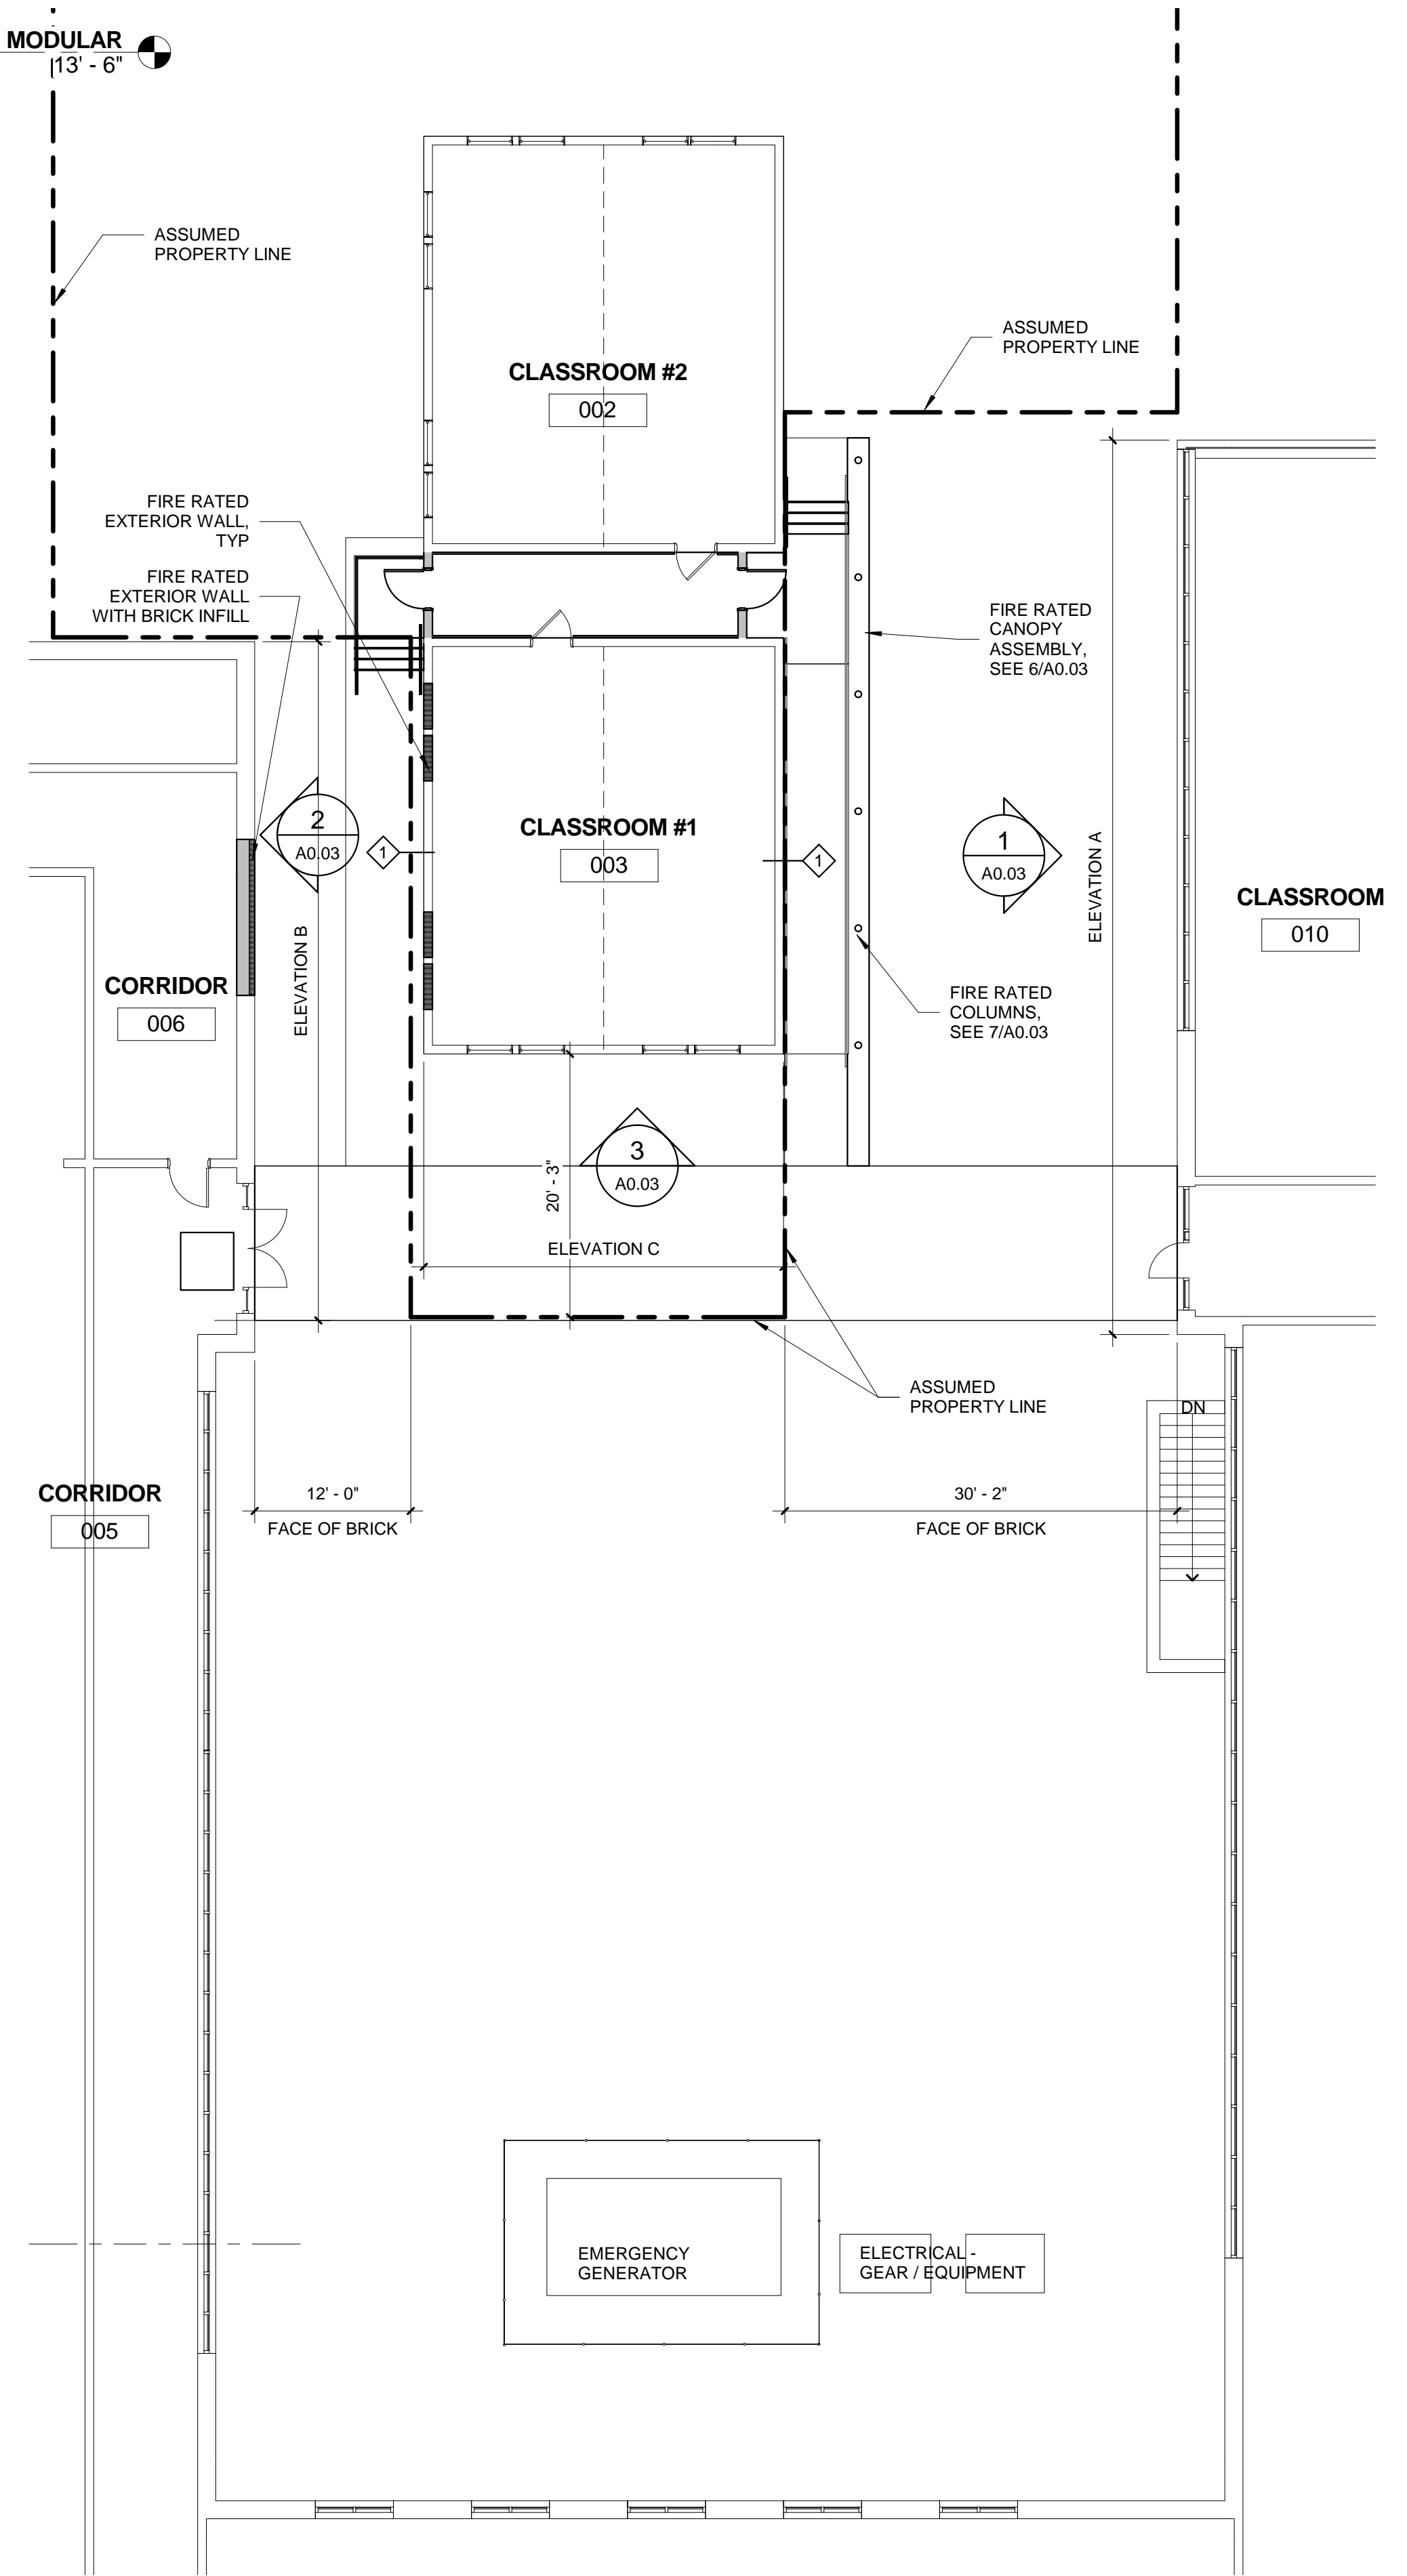 MODULAR
13' - 6"
ASSUMED
PROPERTY LINE
ASSUMED
PROPERTY LINE
CLASSROOM #2
002
FIRE RATED
EXTERIOR WALL,
TYP
FIRE RATED
EXTERIOR WALL
WITH BRICK INFILL
FIRE RATED
CANOPY
ASSEMBLY,
SEE 6/A0.03
2
A0.03
1
CLASSROOM #1
003
1
1
A0.03
ELEVATION A
CLASSROOM
010
ELEVATION B
CORRIDOR
006
FIRE RATED
COLUMNS,
SEE 7/A0.03
3
A0.03
20' - 3"
ELEVATION C
ASSUMED
PROPERTY LINE
DN
CORRIDOR
005
12' - 0"
FACE OF BRICK
30' - 2"
FACE OF BRICK
EMERGENCY
GENERATOR
ELECTRICAL -
GEAR / EQUIPMENT